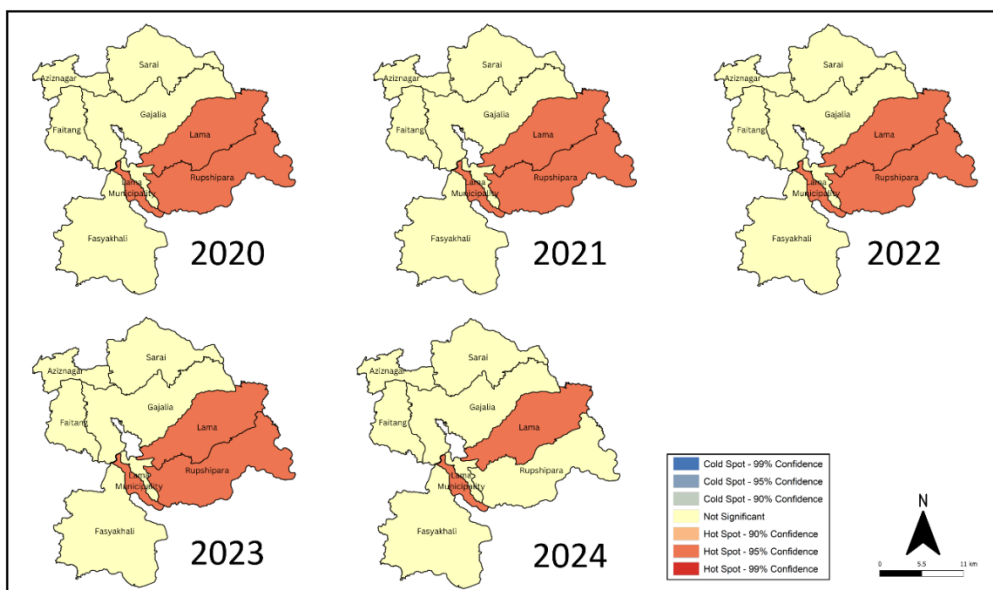 Sarai
Aziznagar
Gajalia
Faitang
Lama
Rupshipara
Lama
Municipality
Fasyakhali
2020
Sarai
Aziznagar
Gajalia
Faitang
Lama
Rupshipara
Lama
Municipality
Fasyakhali
2021
Sarai
Aziznagar
Gajalia
Faitang
Lama
Rupshipara
Lama
Municipality
Fasyakhali
2022
Sarai
Aziznagar
Gajalia
Faitang
Lama
Rupshipara
Lama
Municipality
Fasyakhali
2023
Sarai
Aziznagar
Gajalia
Faitang
Lama
Rupshipara
Lama
Municipality
Fasyakhali
2024
Cold Spot - 99% Confidence
Cold Spot - 95% Confidence
Cold Spot - 90% Confidence
Not Significant
Hot Spot - 90% Confidence
Hot Spot - 95% Confidence
Hot Spot - 99% Confidence
N
0 5.5 11 km